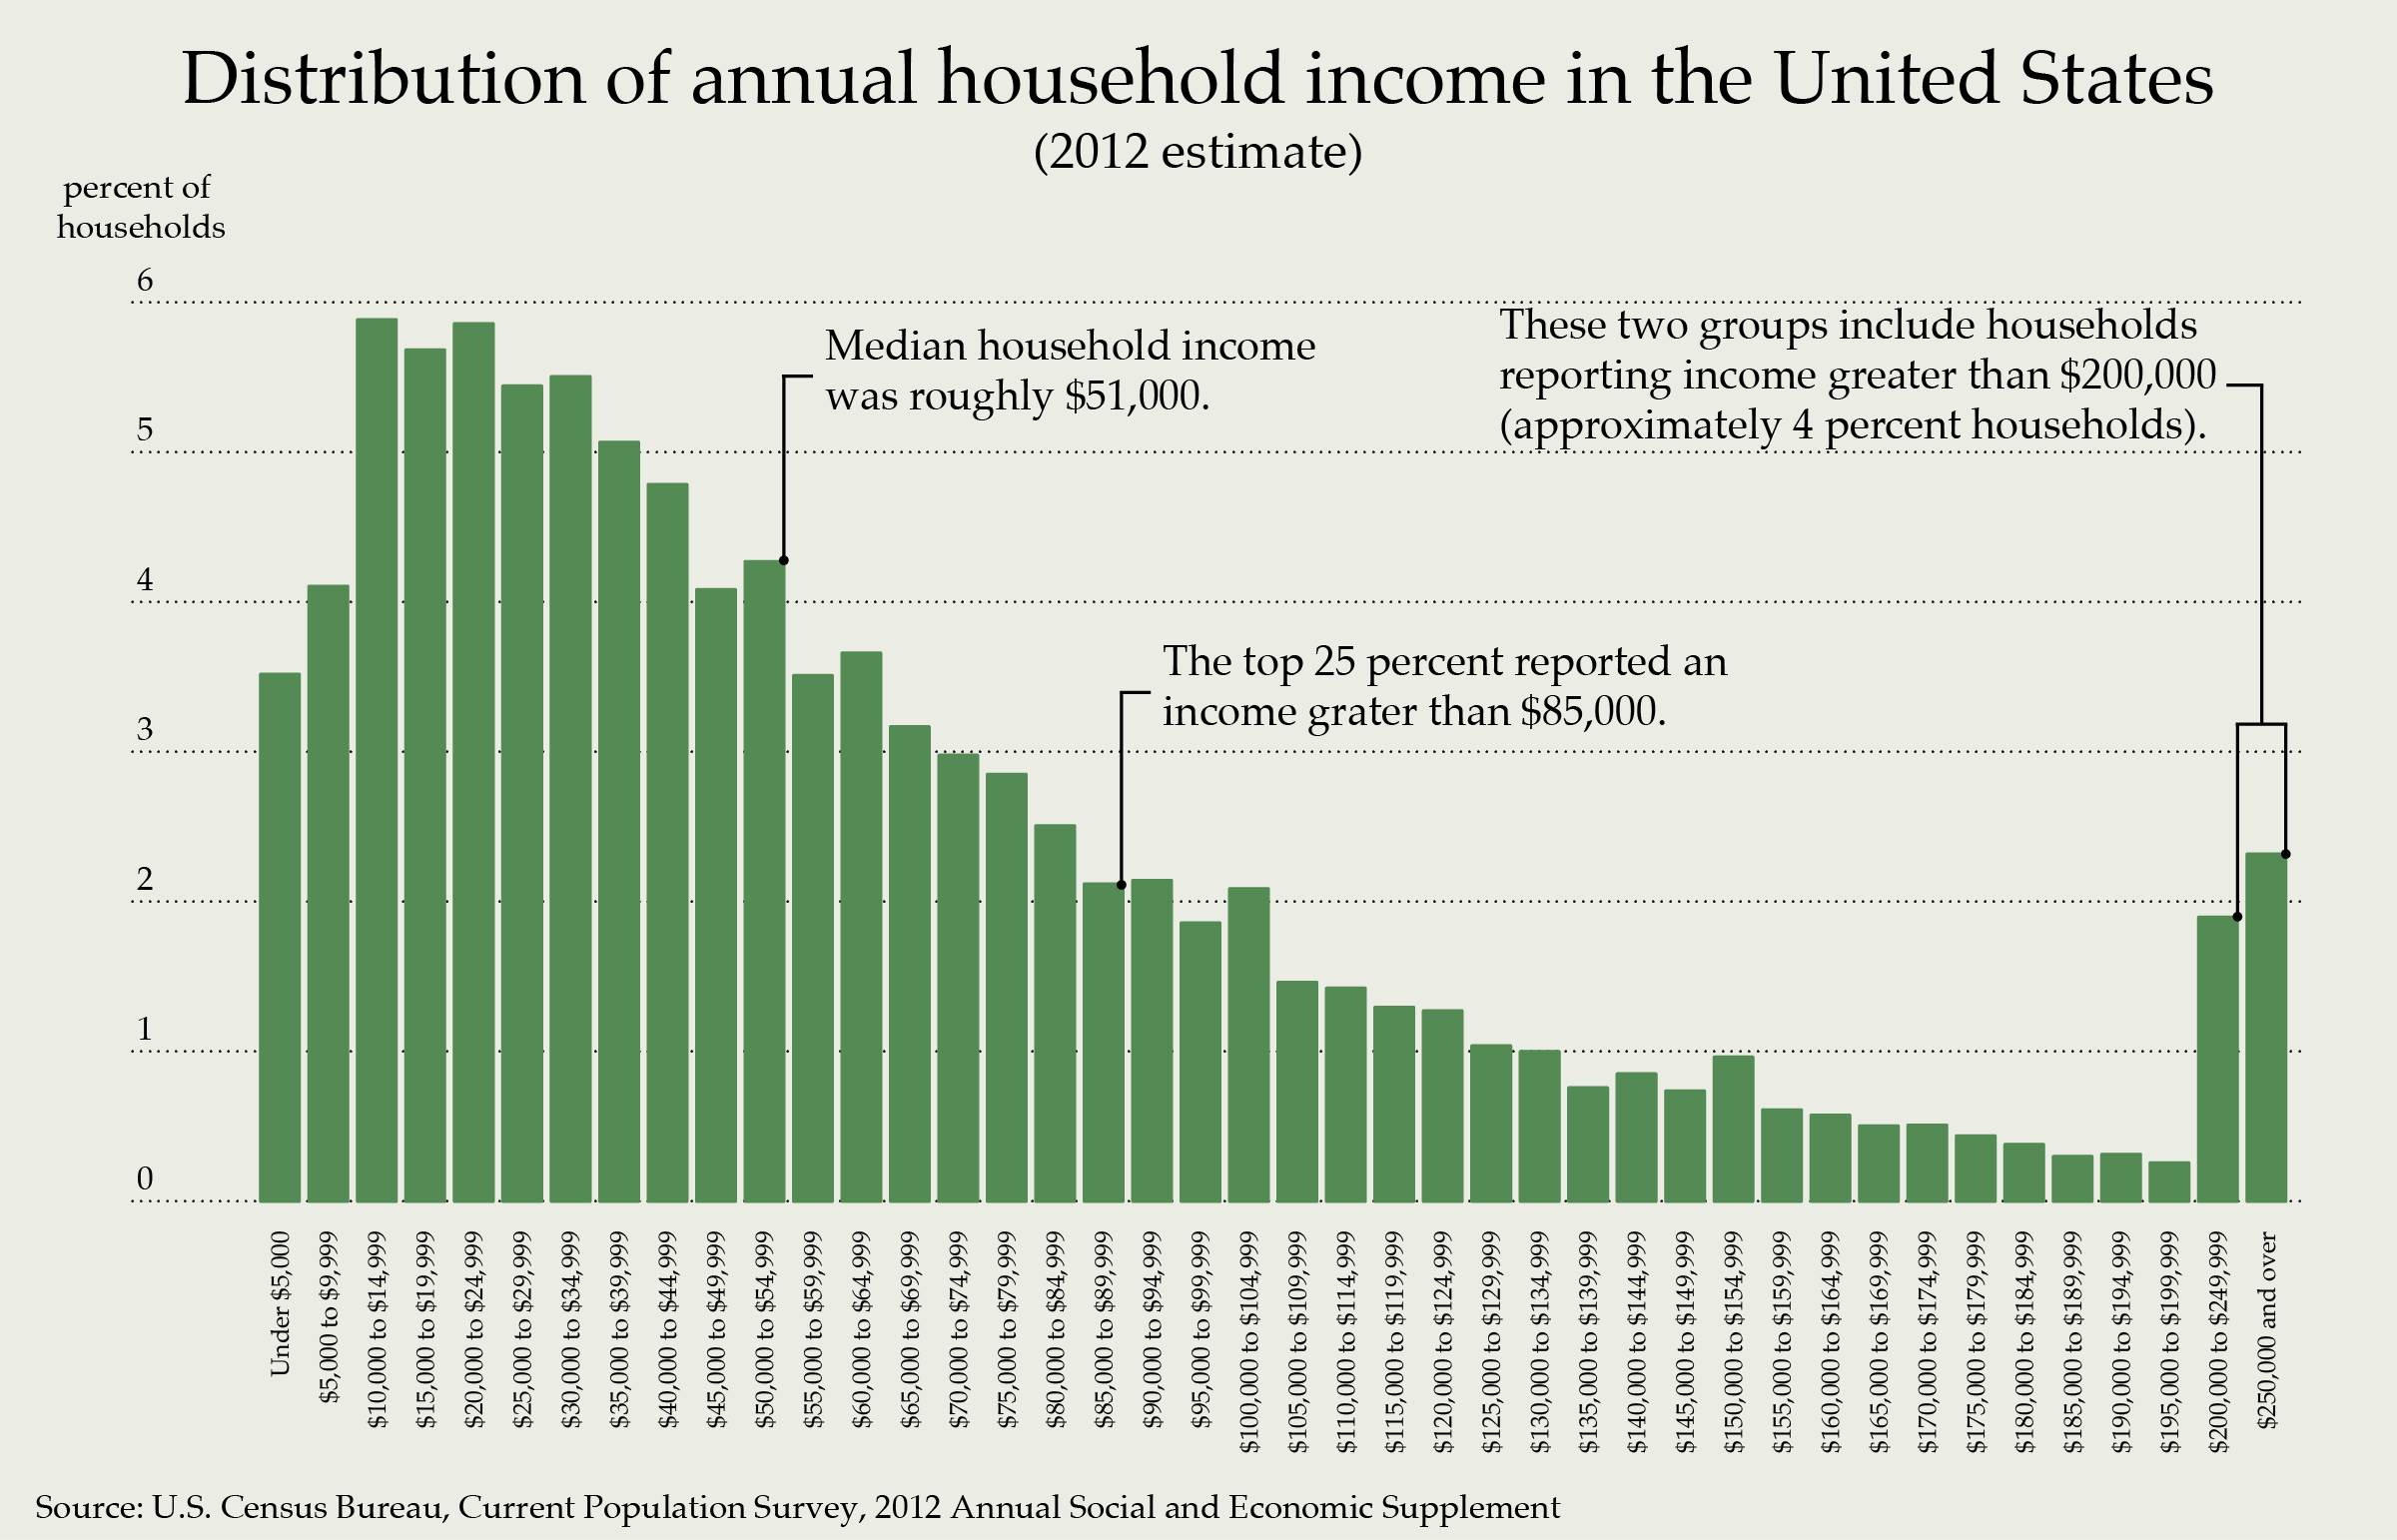 Distribution of annual household income in the United States
(2012 estimate)
percent of
households
6
5
4
3
2
1
0
Median household income
was roughly $51,000.
The top 25 percent reported an
income grater than $85,000.
These two groups include households
reporting income greater than $200,000
(approximately 4 percent households).
Under $5,000
$5,000 to $9,999
$10,000 to $14,999
$15,000 to $19,999
$20,000 to $24,999
$25,000 to $29,999
$30,000 to $34,999
$35,000 to $39,999
$40,000 to $44,999
$45,000 to $49,999
$50,000 to $54,999
$55,000 to $59,999
$60,000 to $64,999
$65,000 to $69,999
$70,000 to $74,999
$75,000 to $79,999
$80,000 to $84,999
$85,000 to $89,999
$90,000 to $94,999
$95,000 to $99,999
$100,000 to $104,999
$105,000 to $109,999
$110,000 to $114,999
$115,000 to $119,999
$120,000 to $124,999
$125,000 to $129,999
$130,000 to $134,999
$135,000 to $139,999
$140,000 to $144,999
$145,000 to $149,999
$150,000 to $154,999
$155,000 to $159,999
$160,000 to $164,999
$165,000 to $169,999
$170,000 to $174,999
$175,000 to $179,999
$180,000 to $184,999
$185,000 to $189,999
$190,000 to $194,999
$195,000 to $199,999
$200,000 to $249,999
$250,000 and over
Source: U.S. Census Bureau, Current Population Survey, 2012 Annual Social and Economic Supplement